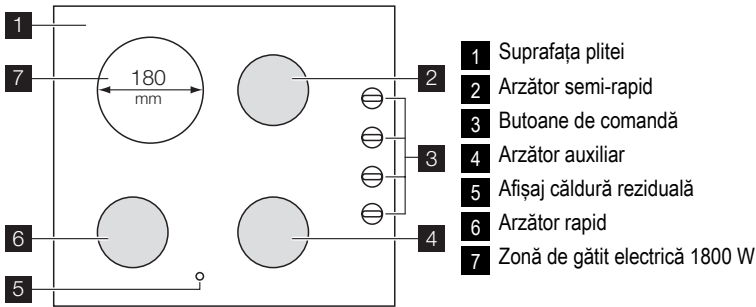 1
7
180
mm
2
3
6
4
5
1 Suprafața plitei
2 Arzător semi-rapid
3 Butoane de comandă
4 Arzător auxiliar
5 Afișaj căldură reziduală
6 Arzător rapid
7 Zonă de gătit electrică 1800 W